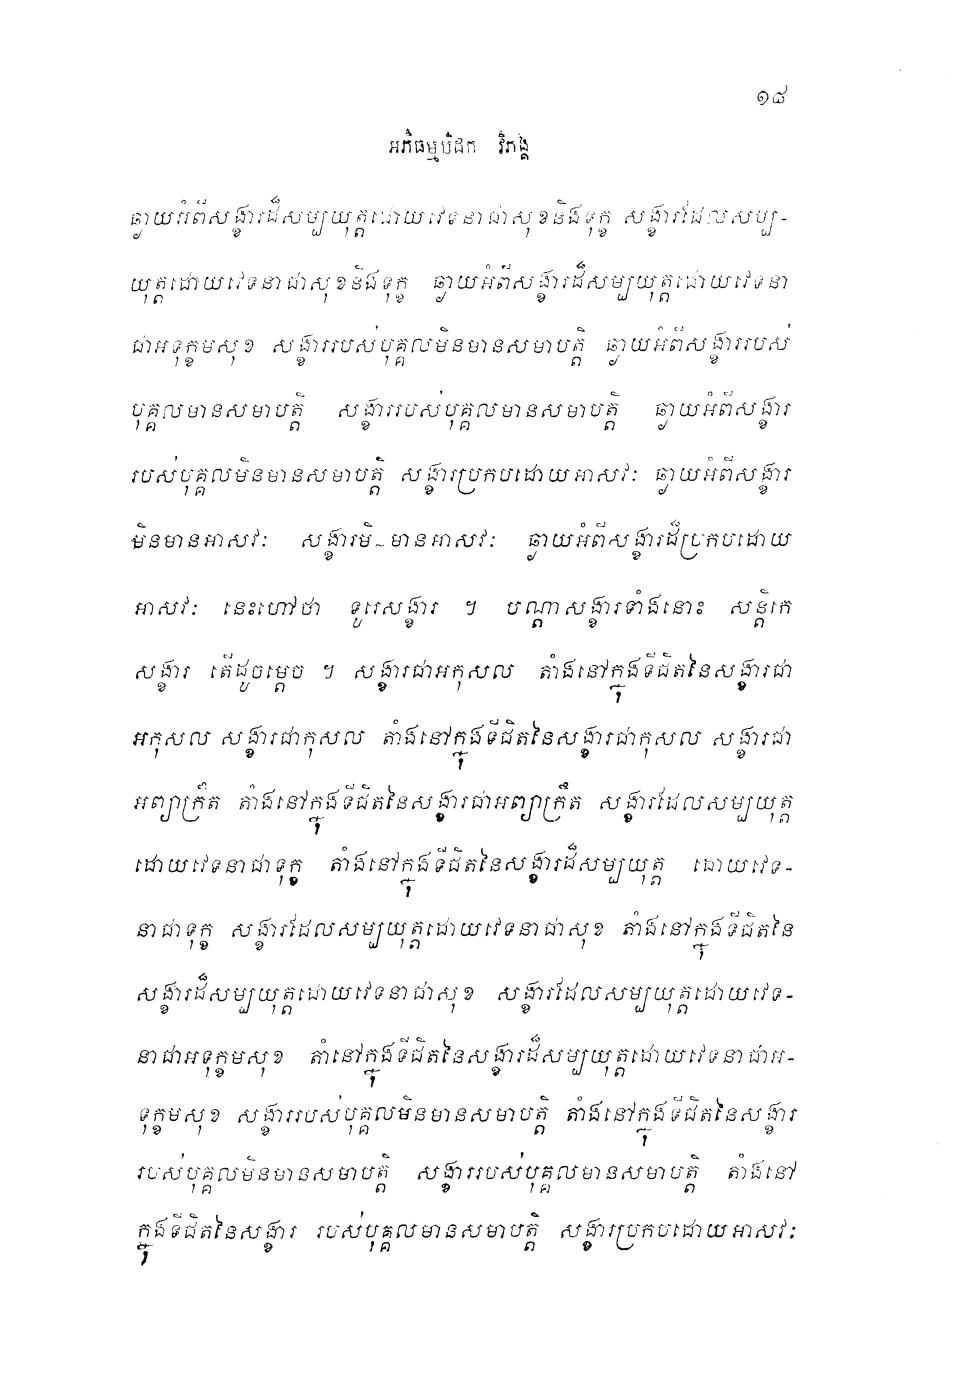 ១៨
អភិធម្មបិដក វិភង្គ
ឆ្ងាយអំពីសង្ខារដ៏សម្បយុត្តដោយវេទនាជាសុខនិងទុក្ខ សង្ខារដែលសម្ប-
យុត្តដោយវេទនាជាសុខនិងទុក្ខ ឆ្ងាយអំពីសង្ខារដ៏សម្បយុត្តដោយវេទនា
ជាអទុក្ខមសុខ សង្ខាររបស់បុគ្គលមិនមានសមាបត្តិ ឆ្ងាយអំពីសង្ខាររបស់
បុគ្គលមានសមាបត្តិ សង្ខាររបស់បុគ្គលមានសមាបត្តិ ឆ្ងាយអំពីសង្ខារ
របស់បុគ្គលមិនមានសមាបត្តិ សង្ខារប្រកបដោយអាសវៈ ឆ្ងាយអំពីសង្ខារ
មិនមានអាសវៈ សង្ខារមិនមានអាសវៈ ឆ្ងាយអំពីសង្ខារដ៏ប្រកបដោយ
អាសវៈ នេះហៅថា ទូរេសង្ខារ ។ បណ្តាសង្ខារទាំងនោះ សន្តិកេ
សង្ខារ តើដូចម្តេច ។ សង្ខារជាអកុសល តាំងនៅក្នុងទីជិតនៃសង្ខារជា
អកុសល សង្ខារជាកុសល តាំងនៅក្នុងទីជិតនៃសង្ខារជាកុសល សង្ខារជា
អព្យាក្រឹត តាំងនៅក្នុងទីជិតនៃសង្ខារជាអព្យាក្រឹត សង្ខារដែលសម្បយុត្ត
ដោយវេទនាជាទុក្ខ តាំងនៅក្នុងទីជិតនៃសង្ខារដ៏សម្បយុត្ត ដោយវេទ-
នាជាទុក្ខ សង្ខារដែលសម្បយុត្តដោយវេទនាជាសុខ តាំងនៅក្នុងទីជិតនៃ
សង្ខារដ៏សម្បយុត្តដោយវេទនាជាសុខ សង្ខារដែលសម្បយុត្តដោយវេទ-
នាជាអទុក្ខមសុខ តាំនៅក្នុងទីជិតនៃសង្ខារដ៏សម្បយុត្តដោយវេទនាជាអ-
ទុក្ខមសុខ សង្ខាររបស់បុគ្គលមិនមានសមាបត្តិ តាំងនៅក្នុងទីជិតនៃសង្ខារ
របស់បុគ្គលមិនមានសមាបត្តិ សង្ខាររបស់បុគ្គលមានសមាបត្តិ តាំងនៅ
ក្នុងទីជិតនៃសង្ខារ របស់បុគ្គលមានសមាបត្តិ សង្ខារប្រកបដោយអាសវៈ